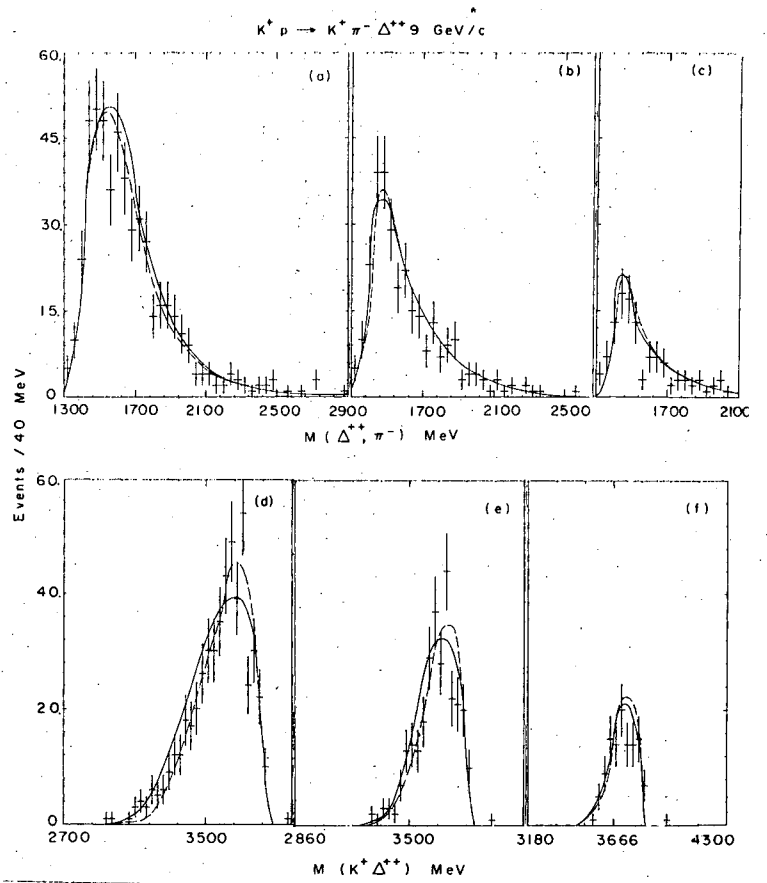 K⁺ p → K⁺ π⁻ Δ⁺⁺ 9 GeV/c
Events / 40 MeV
60.
45.
30.
15.
0
(a)
(b)
(c)
1300 1700 2100 2500 2900 1700 2100 2500 1700 2100
M (Δ⁺⁺, π⁻) MeV
60.
40.
20.
0
(d)
(e)
(f)
2700 3500 2860 3500 3180 3666 4300
M (K⁺ Δ⁺⁺) MeV